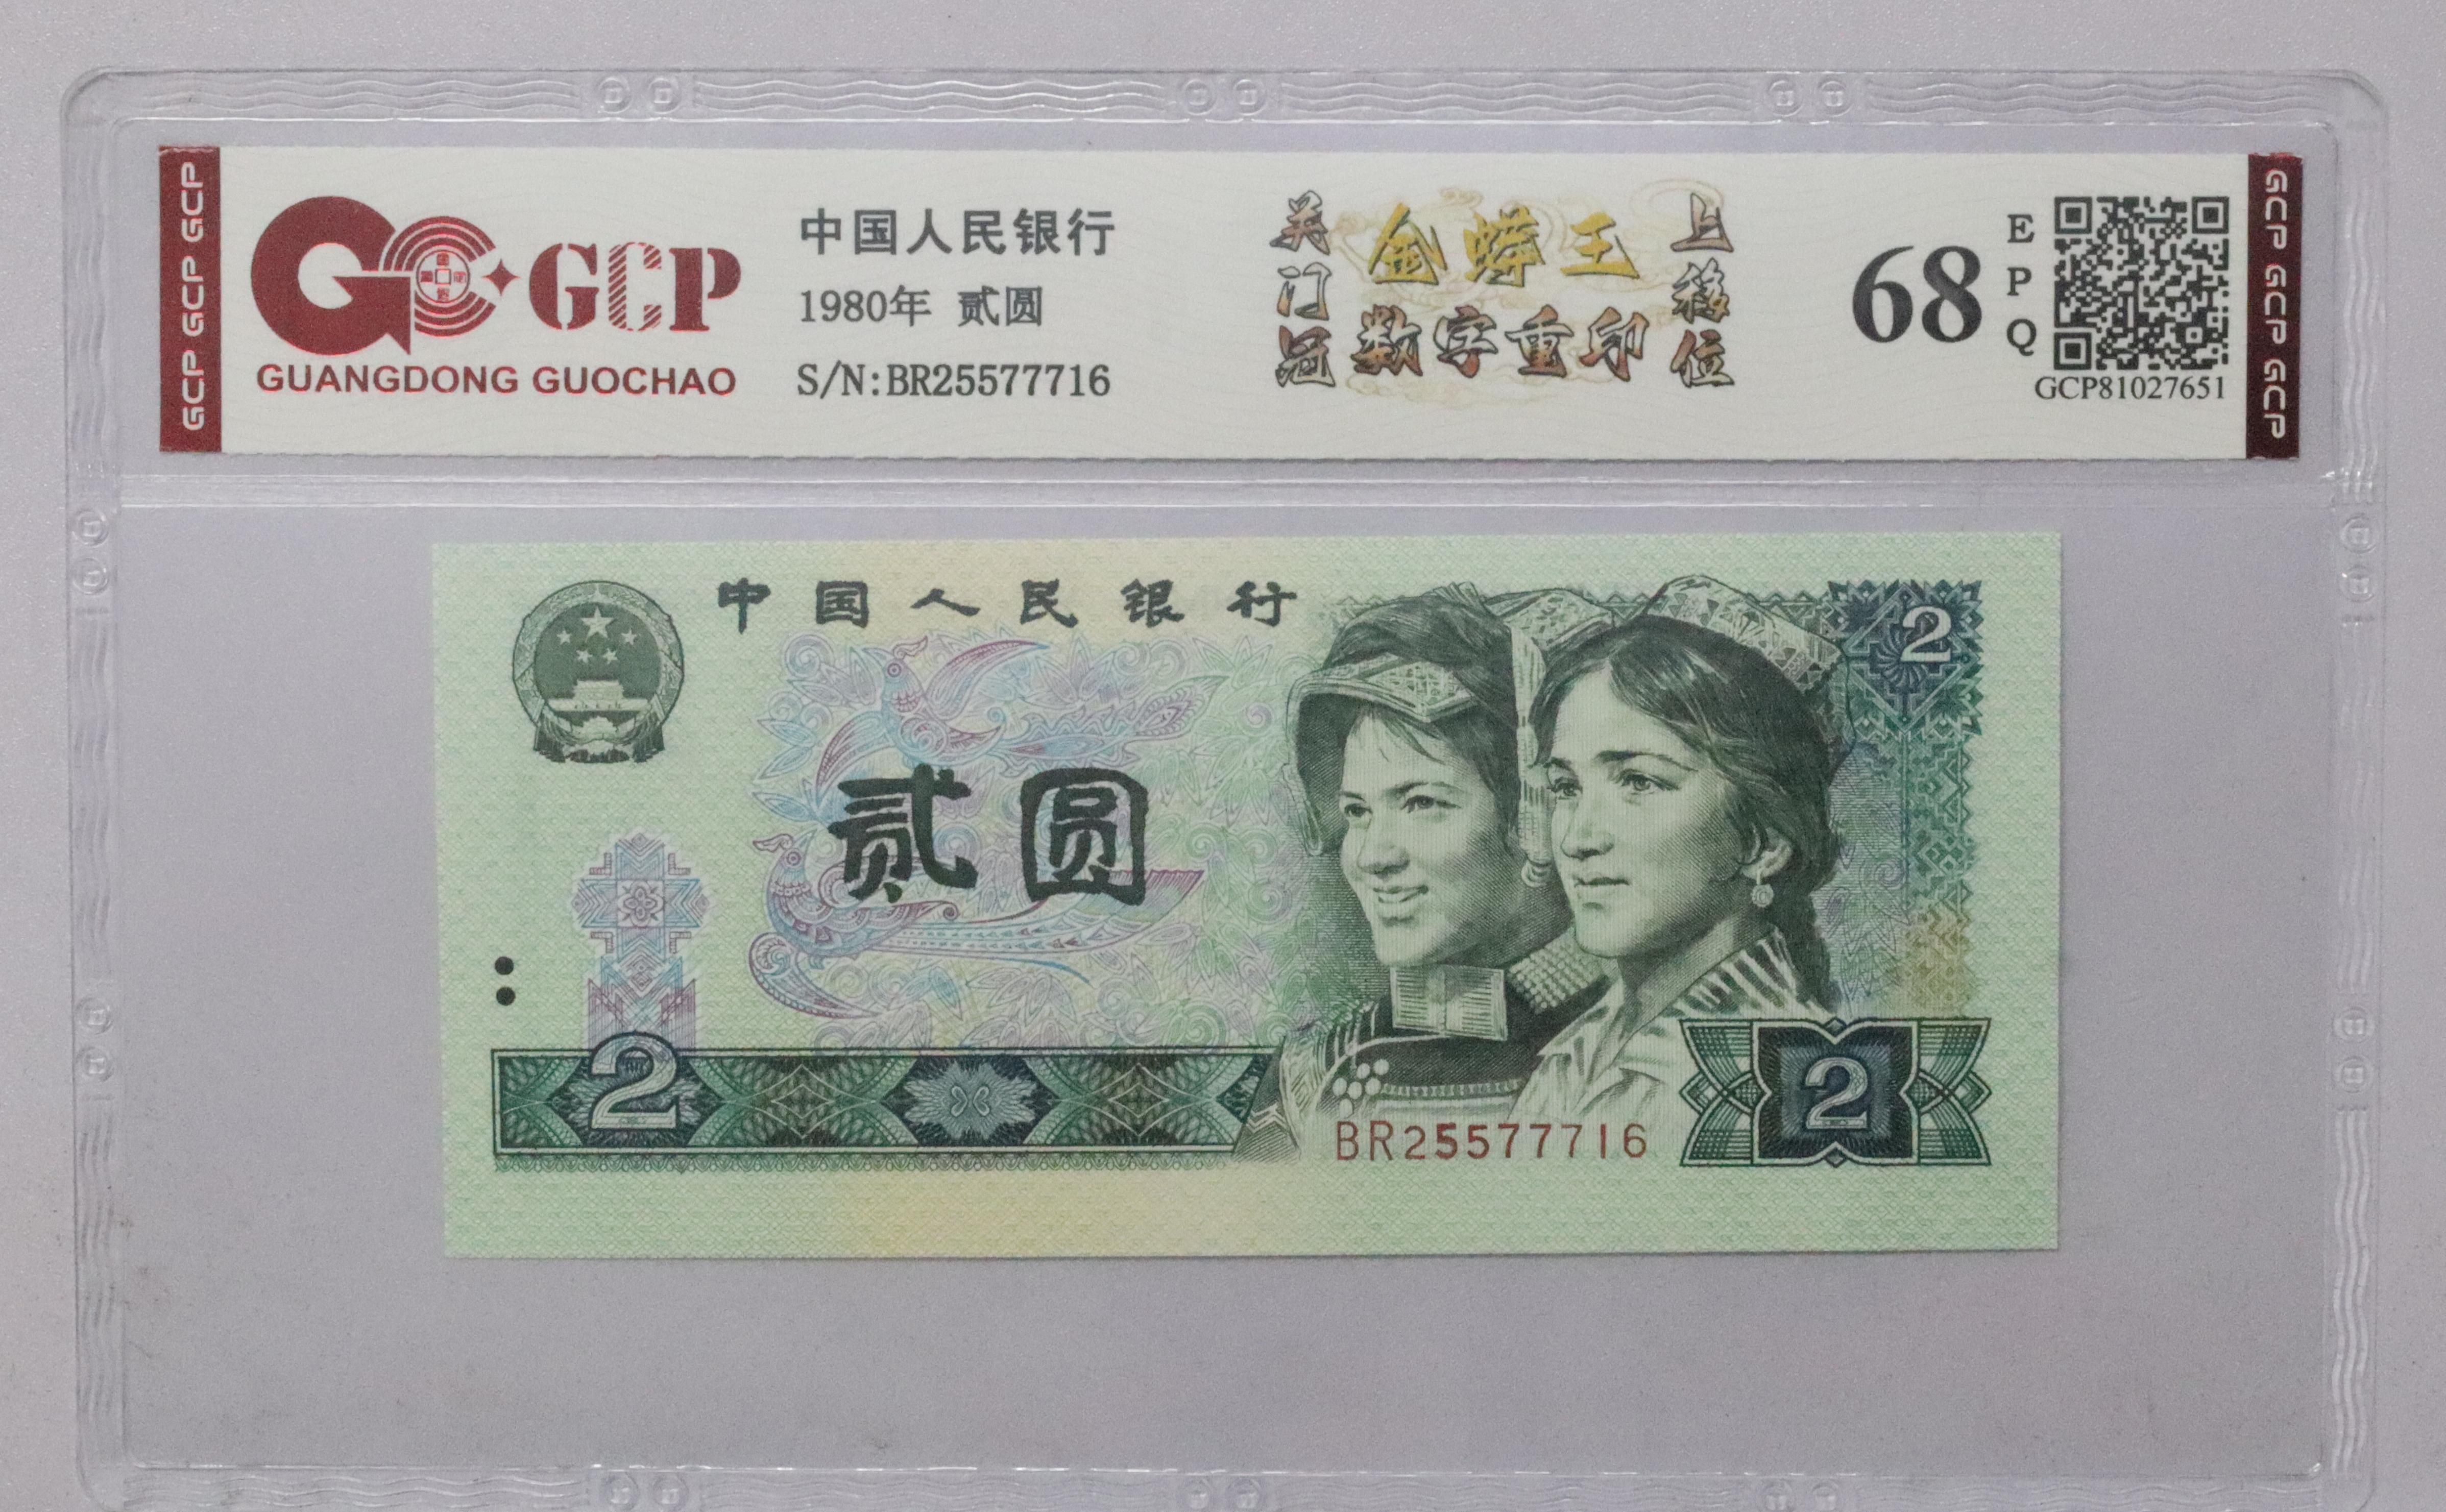 GCP GCP GCP
GCP
GUANGDONG GUOCHAO
中国人民银行
1980年 贰圆
S/N:BR25577716
关门冠
金蟒王
数字重印
上移位
68
EPQ
GCP81027651
GCP GCP GCP
中国人民银行
2
贰圆
2
BR25577716
2